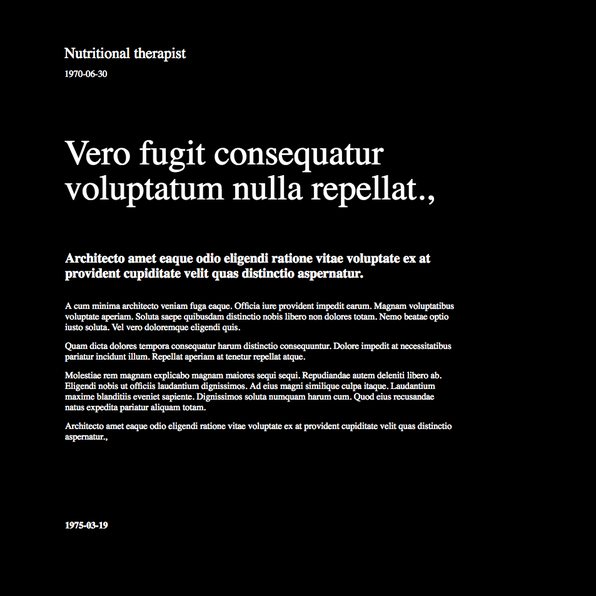 Nutritional therapist
1970-06-30
Vero fugit consequatur
voluptatum nulla repellat.,
Architecto amet eaque odio eligendi ratione vitae voluptate ex at
provident cupiditate velit quas distinctio aspernatur.
A cum minima architecto veniam fuga eaque. Officia iure provident impedit earum. Magnam voluptatibus
voluptate aperiam. Soluta saepe quibusdam distinctio nobis libero non dolores totam. Nemo beatae optio
iusto soluta. Vel vero doloremque eligendi quis.
Quam dicta dolores tempora consequatur harum distinctio consequuntur. Dolore impedit at necessitatibus
pariatur incidunt illum. Repellat aperiam at tenetur repellat atque.
Molestiae rem magnam explicabo magnam maiores sequi sequi. Repudiandae autem deleniti libero ab.
Eligendi nobis ut officiis laudantium dignissimos. Ad eius magni similique culpa itaque. Laudantium
maxime blanditiis eveniet sapiente. Dignissimos soluta numquam harum cum. Quod eius recusandae
natus expedita pariatur aliquam totam.
Architecto amet eaque odio eligendi ratione vitae voluptate ex at provident cupiditate velit quas distinctio
aspernatur.,
1975-03-19